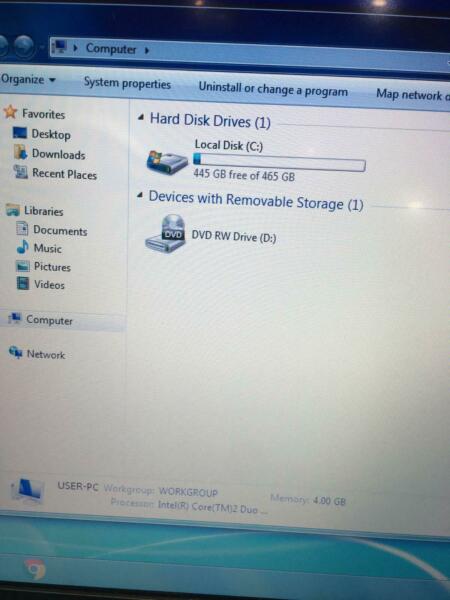 Computer
Organize System properties Uninstall or change a program Map network
Favorites
Desktop
Downloads
Recent Places
Libraries
Documents
Music
Pictures
Videos
Computer
Network
Hard Disk Drives (1)
Local Disk (C:)
445 GB free of 465 GB
Devices with Removable Storage (1)
DVD
DVD RW Drive (D:)
USER-PC Workgroup: WORKGROUP Memory: 4.00 GB
Processor: Intel(R) Core(TM)2 Duo ...